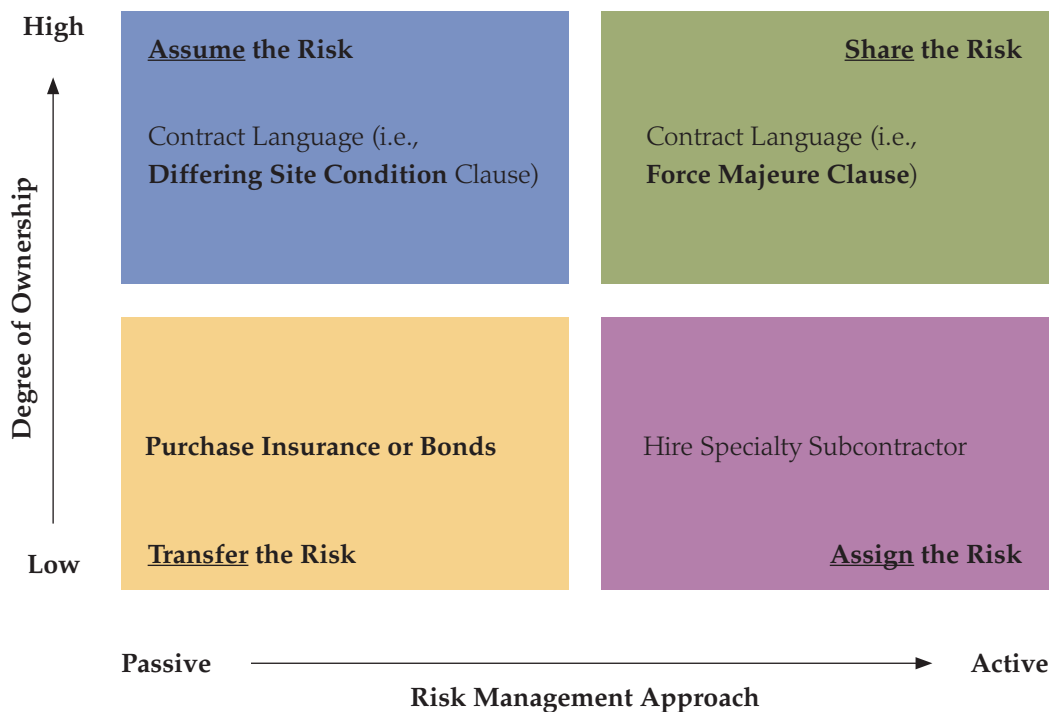 High
Assume the Risk
Contract Language (i.e.,
Differing Site Condition Clause)
Share the Risk
Contract Language (i.e.,
Force Majeure Clause)
Degree of Ownership
Purchase Insurance or Bonds
Transfer the Risk
Hire Specialty Subcontractor
Assign the Risk
Low
Passive
Active
Risk Management Approach